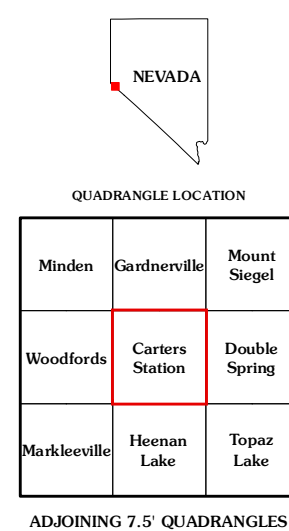 NEVADA
QUADRANGLE LOCATION
Minden
Gardnerville
Mount
Siegel
Woodfords
Carters
Station
Double
Spring
Markleeville
Heenan
Lake
Topaz
Lake
ADJOINING 7.5' QUADRANGLES